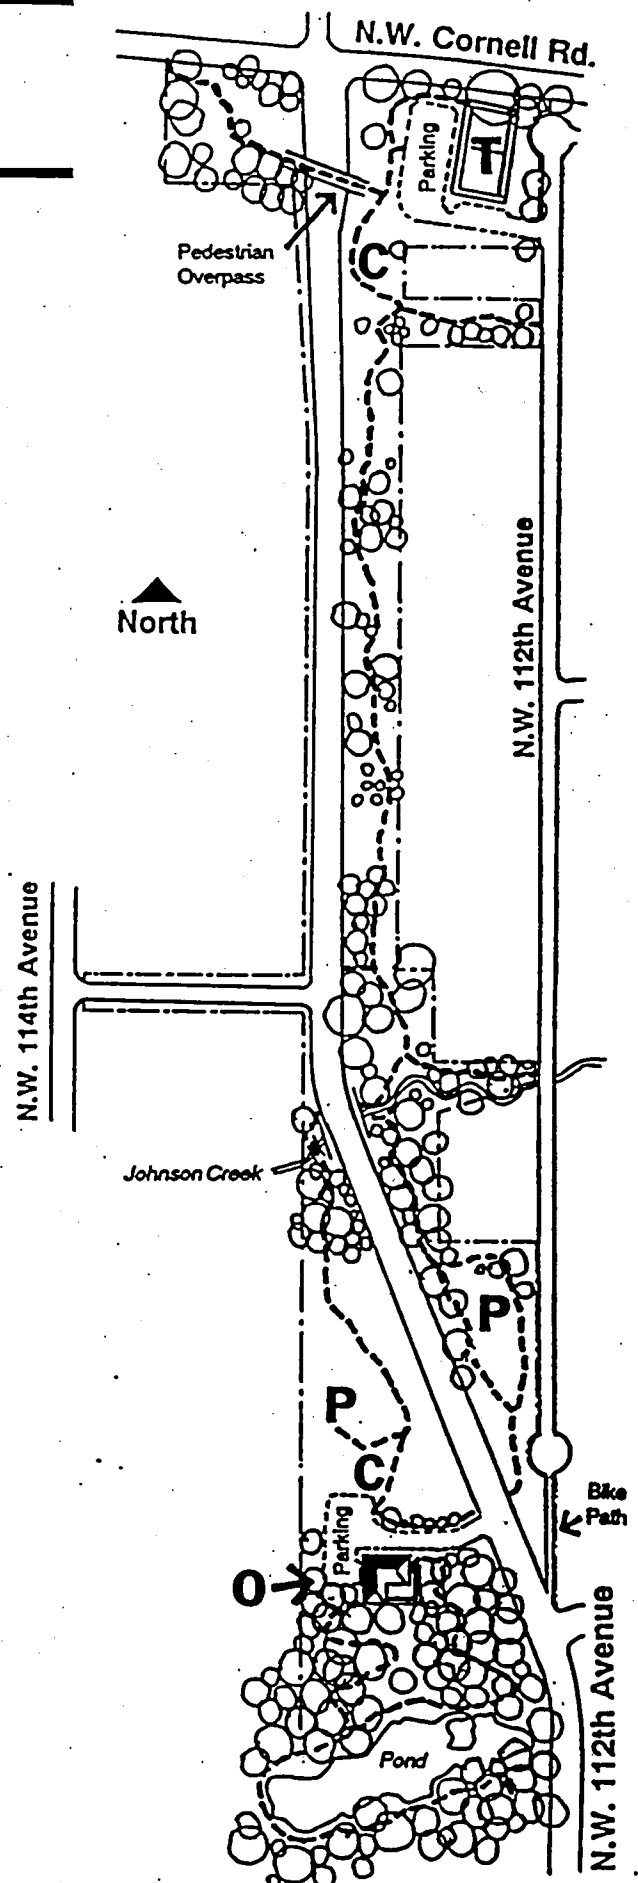 N.W. Cornell Rd.
Parking
T
Pedestrian
Overpass
C
N.W. 112th Avenue
North
N.W. 114th Avenue
Johnson Creek
P
P
C
Bike
Path
Parking
O
N.W. 112th Avenue
Pond